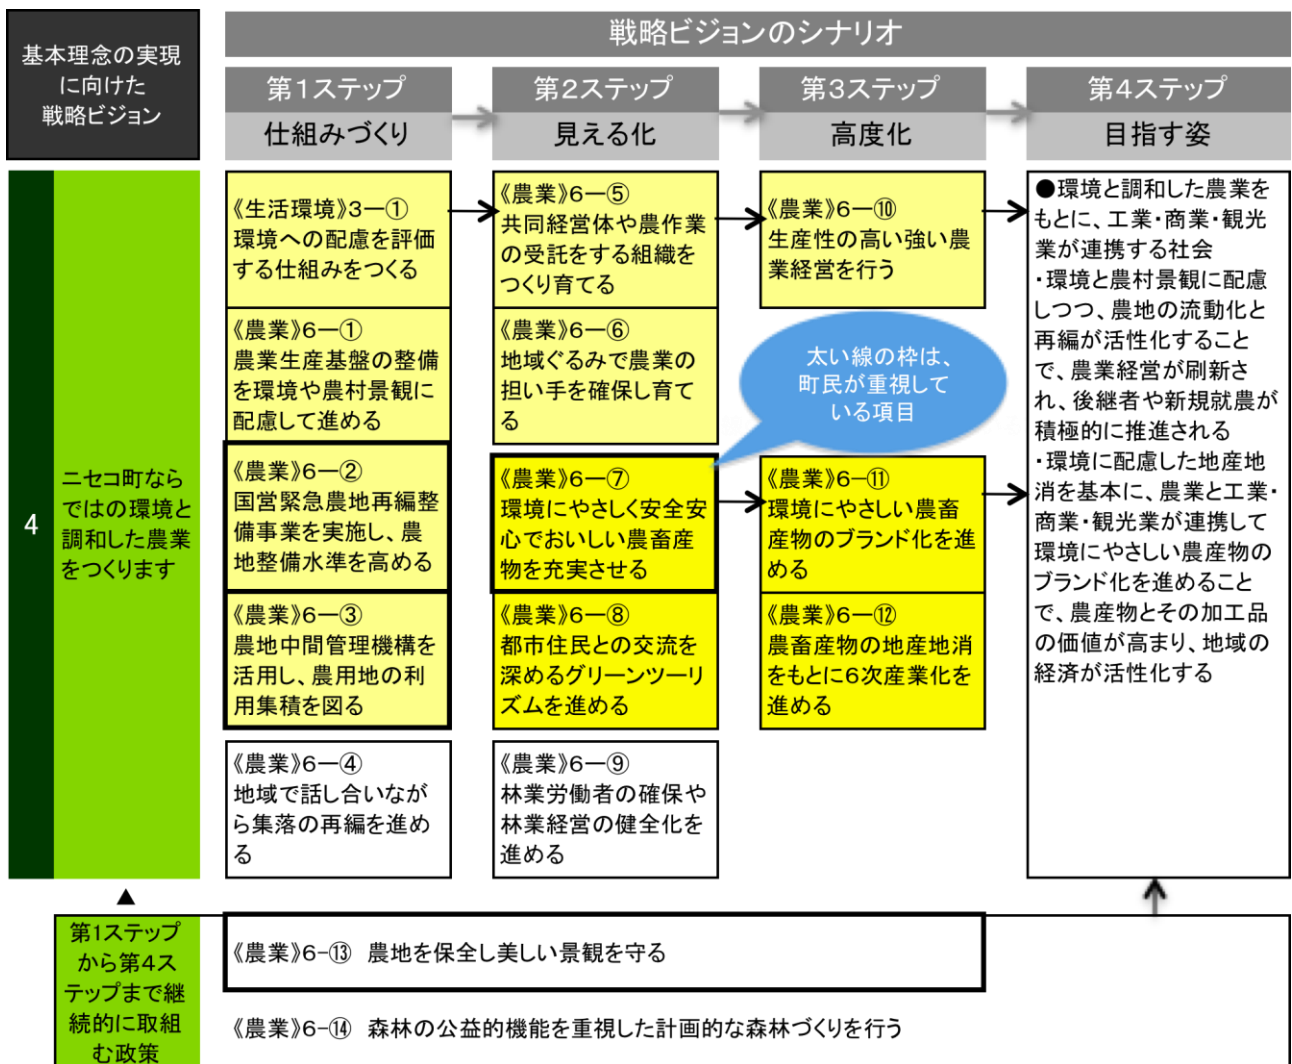 基本理念の実現
に向けた
戦略ビジョン
戦略ビジョンのシナリオ
第1ステップ
仕組みづくり
第2ステップ
見える化
第3ステップ
高度化
第4ステップ
目指す姿
4
ニセコ町なら
ではの環境と
調和した農業
をつくります
《生活環境》3―①
環境への配慮を評価
する仕組みをつくる
《農業》6―①
農業生産基盤の整備
を環境や農村景観に
配慮して進める
《農業》6―②
国営緊急農地再編整
備事業を実施し、農
地整備水準を高める
《農業》6―③
農地中間管理機構を
活用し、農用地の利
用集積を図る
《農業》6―④
地域で話し合いなが
ら集落の再編を進め
る
《農業》6―⑤
共同経営体や農作業
の受託をする組織を
つくり育てる
《農業》6―⑥
地域ぐるみで農業の
担い手を確保し育て
る
《農業》6―⑦
環境にやさしく安全安
心でおいしい農畜産
物を充実させる
《農業》6―⑧
都市住民との交流を
深めるグリーンツーリ
ズムを進める
《農業》6―⑨
林業労働者の確保や
林業経営の健全化を
進める
《農業》6―⑩
生産性の高い強い農
業経営を行う
太い線の枠は、
町民が重視して
いる項目
《農業》6―⑪
環境にやさしい農畜
産物のブランド化を進
める
《農業》6―⑫
農畜産物の地産地消
をもとに6次産業化を
進める
●環境と調和した農業を
もとに、工業・商業・観光
業が連携する社会
・環境と農村景観に配慮
しつつ、農地の流動化と
再編が活性化すること
で、農業経営が刷新さ
れ、後継者や新規就農が
積極的に推進される
・環境に配慮した地産地
消を基本に、農業と工業・
商業・観光業が連携して
環境にやさしい農産物の
ブランド化を進めること
で、農産物とその加工品
の価値が高まり、地域の
経済が活性化する
▲
第1ステップ
から第4ス
テップまで継
続的に取組
む政策
《農業》6-⑬ 農地を保全し美しい景観を守る
《農業》6-⑭ 森林の公益的機能を重視した計画的な森林づくりを行う